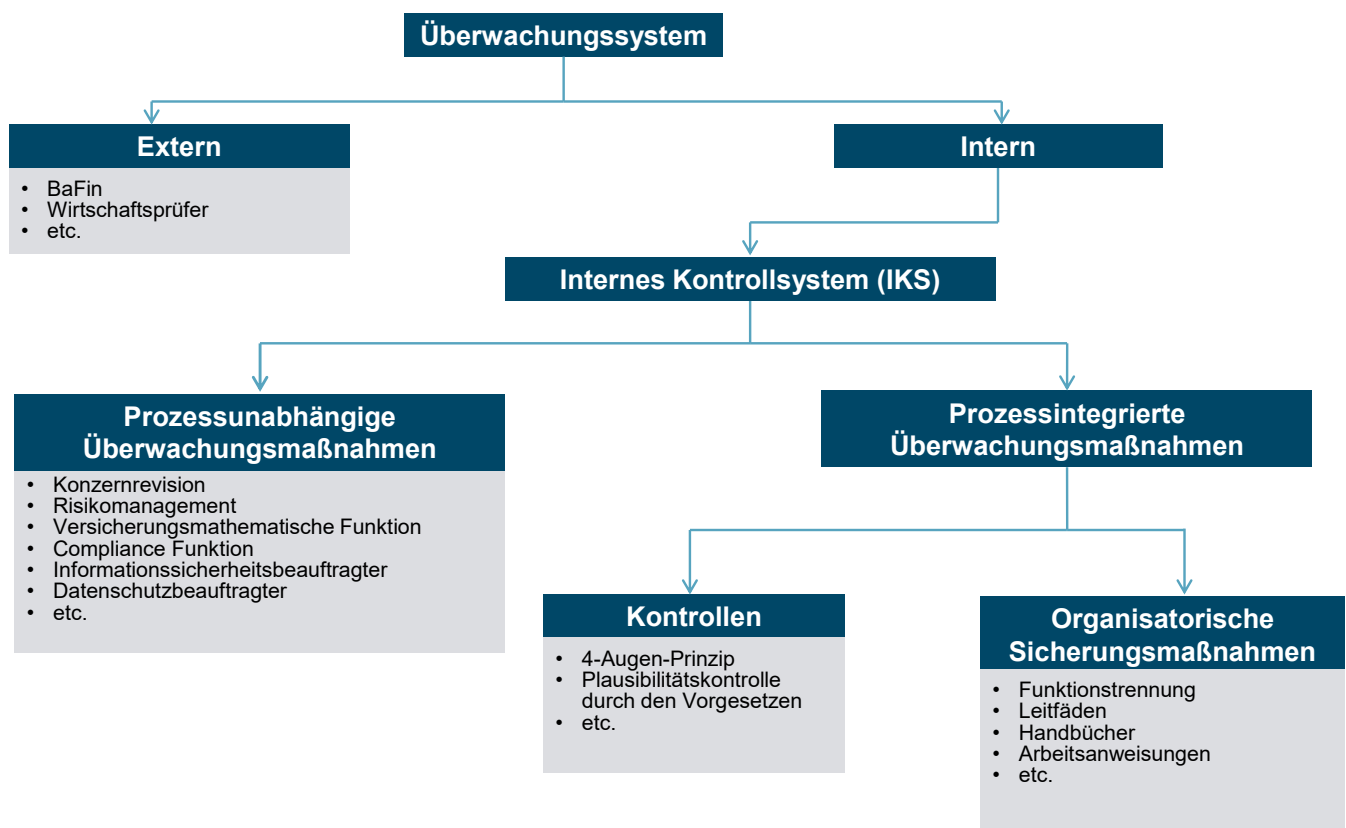 Überwachungssystem
Extern
• BaFin
• Wirtschaftsprüfer
• etc.
Intern
Internes Kontrollsystem (IKS)
Prozessunabhängige
Überwachungsmaßnahmen
• Konzernrevision
• Risikomanagement
• Versicherungsmathematische Funktion
• Compliance Funktion
• Informationssicherheitsbeauftragter
• Datenschutzbeauftragter
• etc.
Prozessintegrierte
Überwachungsmaßnahmen
Kontrollen
• 4-Augen-Prinzip
• Plausibilitätskontrolle
durch den Vorgesetzen
• etc.
Organisatorische
Sicherungsmaßnahmen
• Funktionstrennung
• Leitfäden
• Handbücher
• Arbeitsanweisungen
• etc.